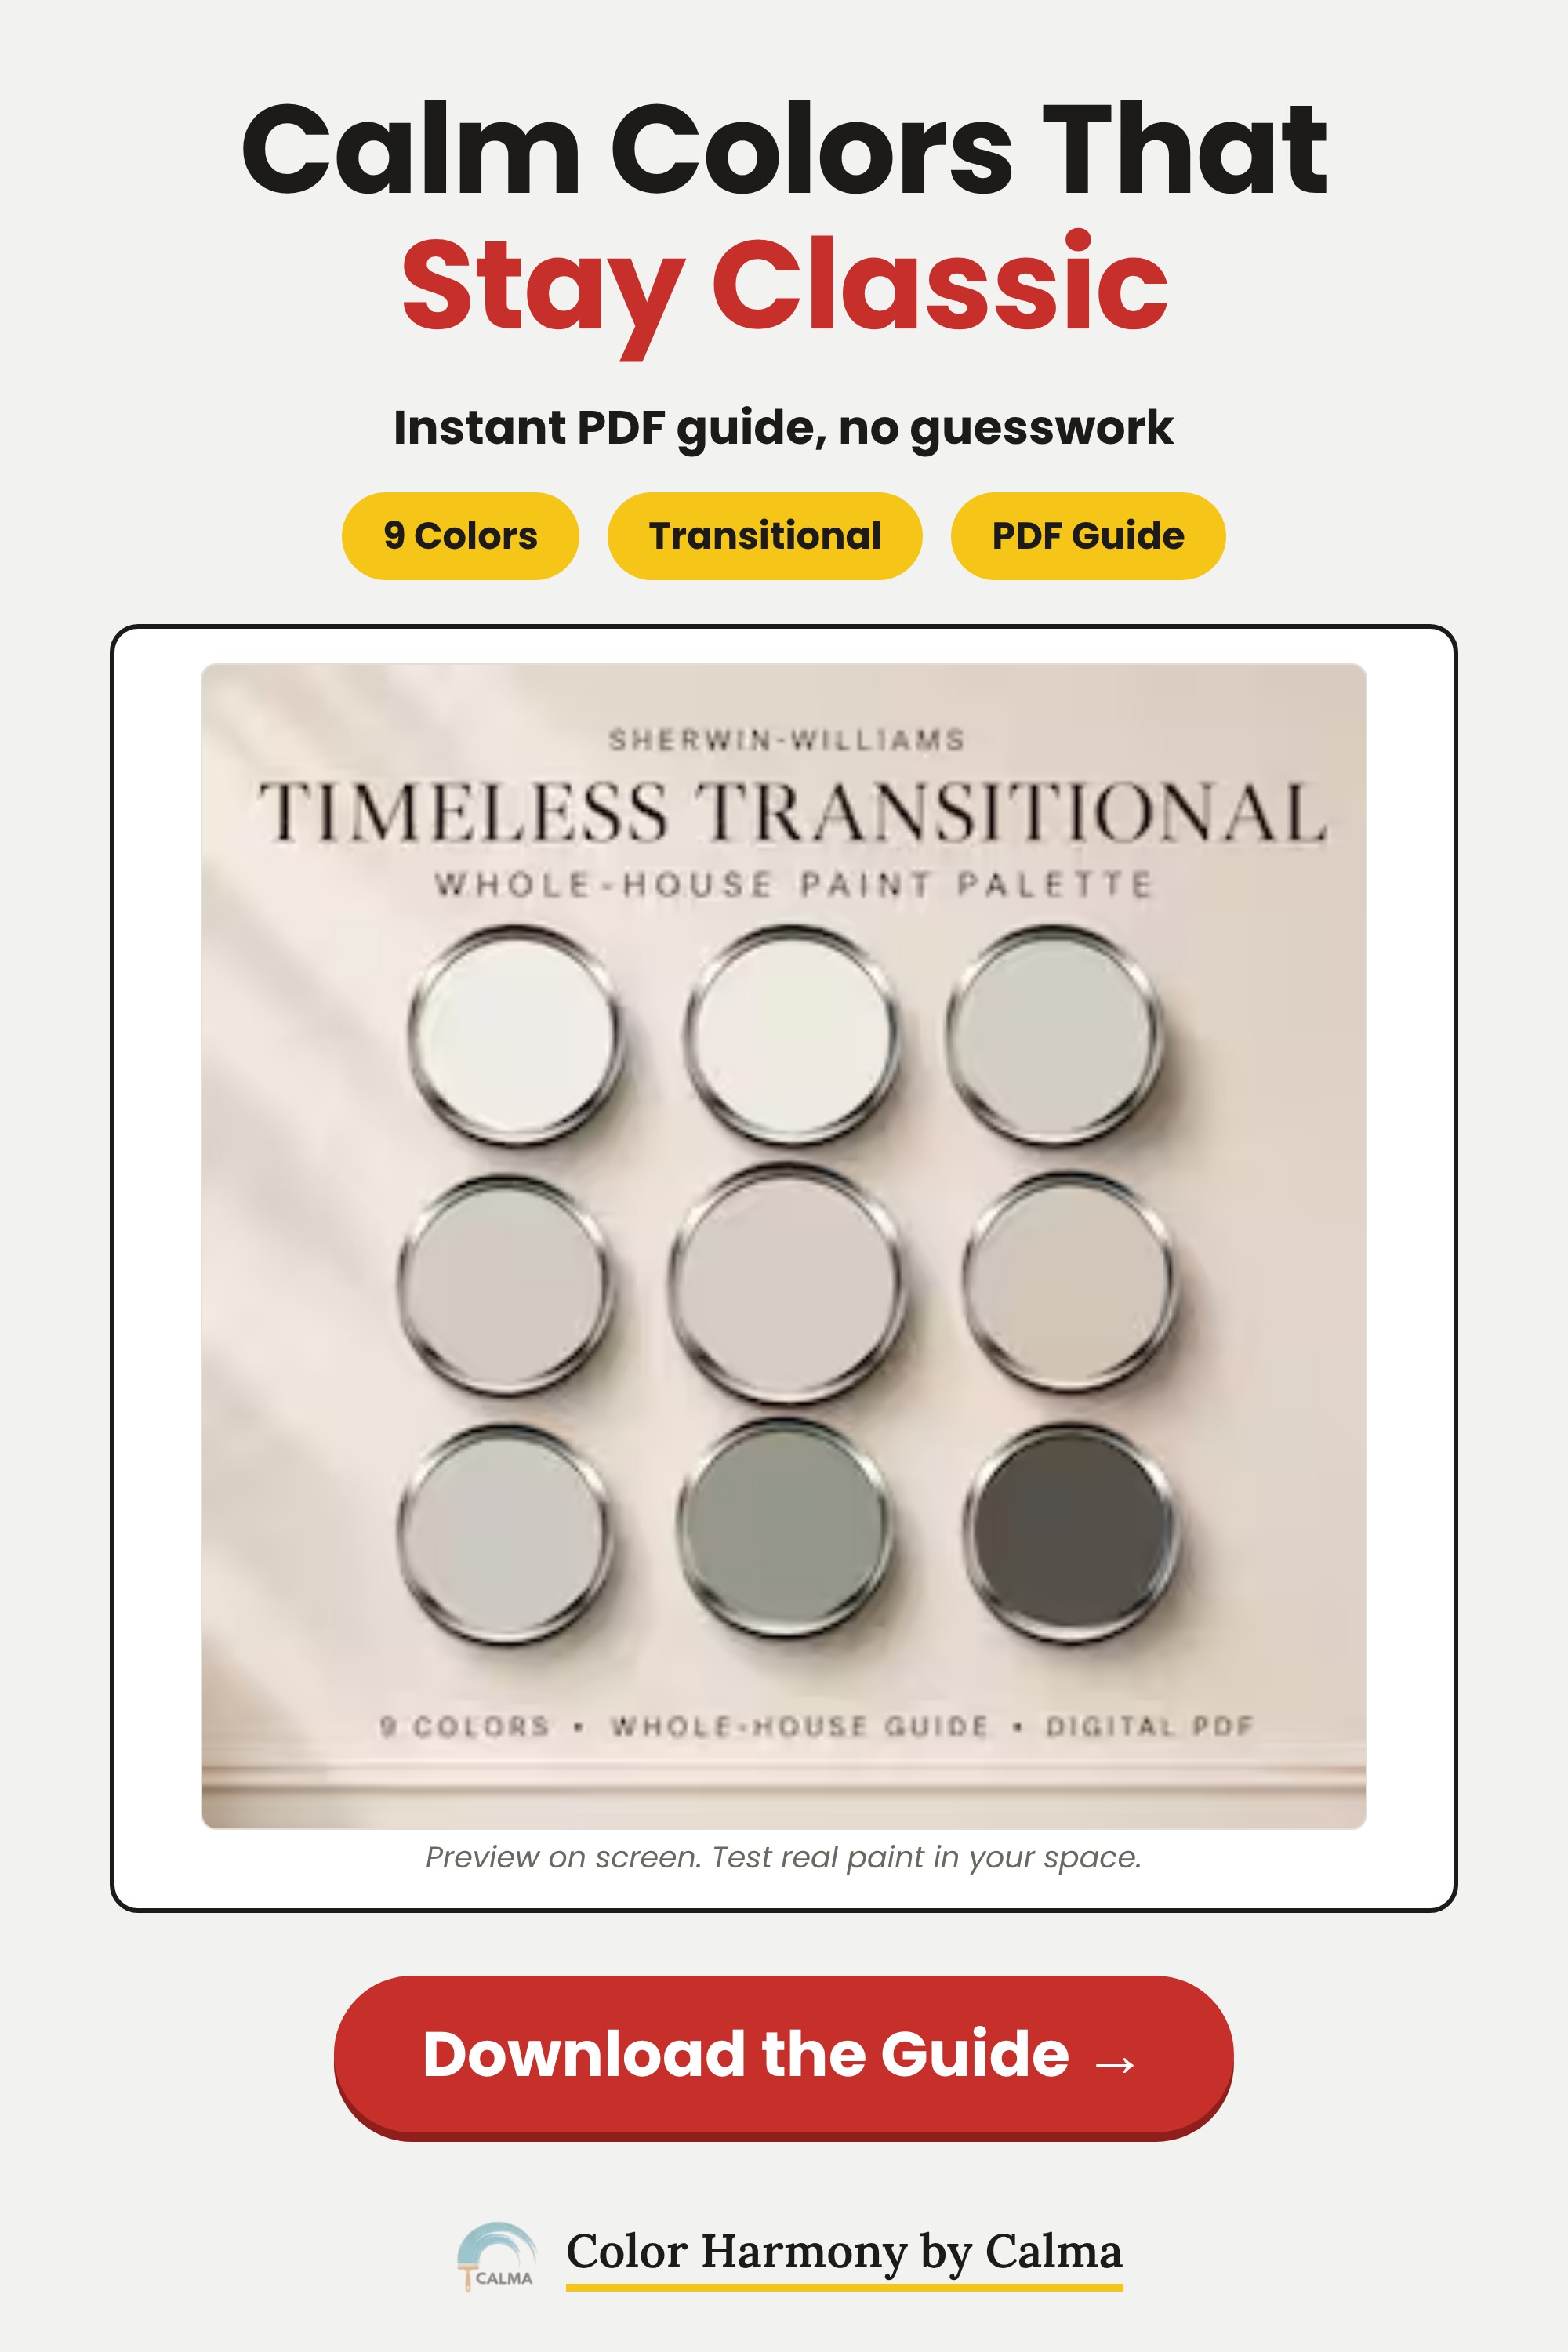 Calm Colors That
Stay Classic
Instant PDF guide, no guesswork
9 Colors
Transitional
PDF Guide
SHERWIN-WILLIAMS
TIMELESS TRANSITIONAL
WHOLE-HOUSE PAINT PALETTE
9 COLORS • WHOLE-HOUSE GUIDE • DIGITAL PDF
Preview on screen. Test real paint in your space.
Download the Guide →
CALMA
Color Harmony by Calma